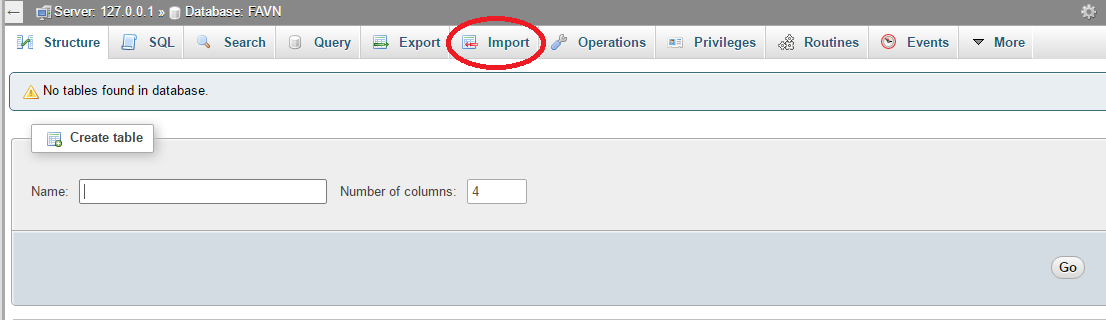 Server: 127.0.0.1 » Database: FAVN
Structure SQL Search Query Export Import Operations Privileges Routines Events More
No tables found in database.
Create table
Name: Number of columns: 4
Go